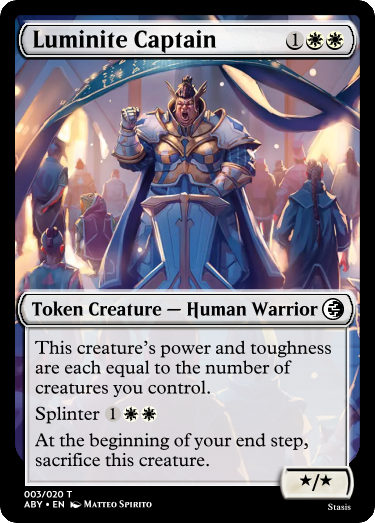 Luminite Captain 1
Token Creature — Human Warrior
This creature's power and toughness
are each equal to the number of
creatures you control.
Splinter 1
At the beginning of your end step,
sacrifice this creature.
★/★
003/020 T
ABY • EN Matteo Spirito
Stasis